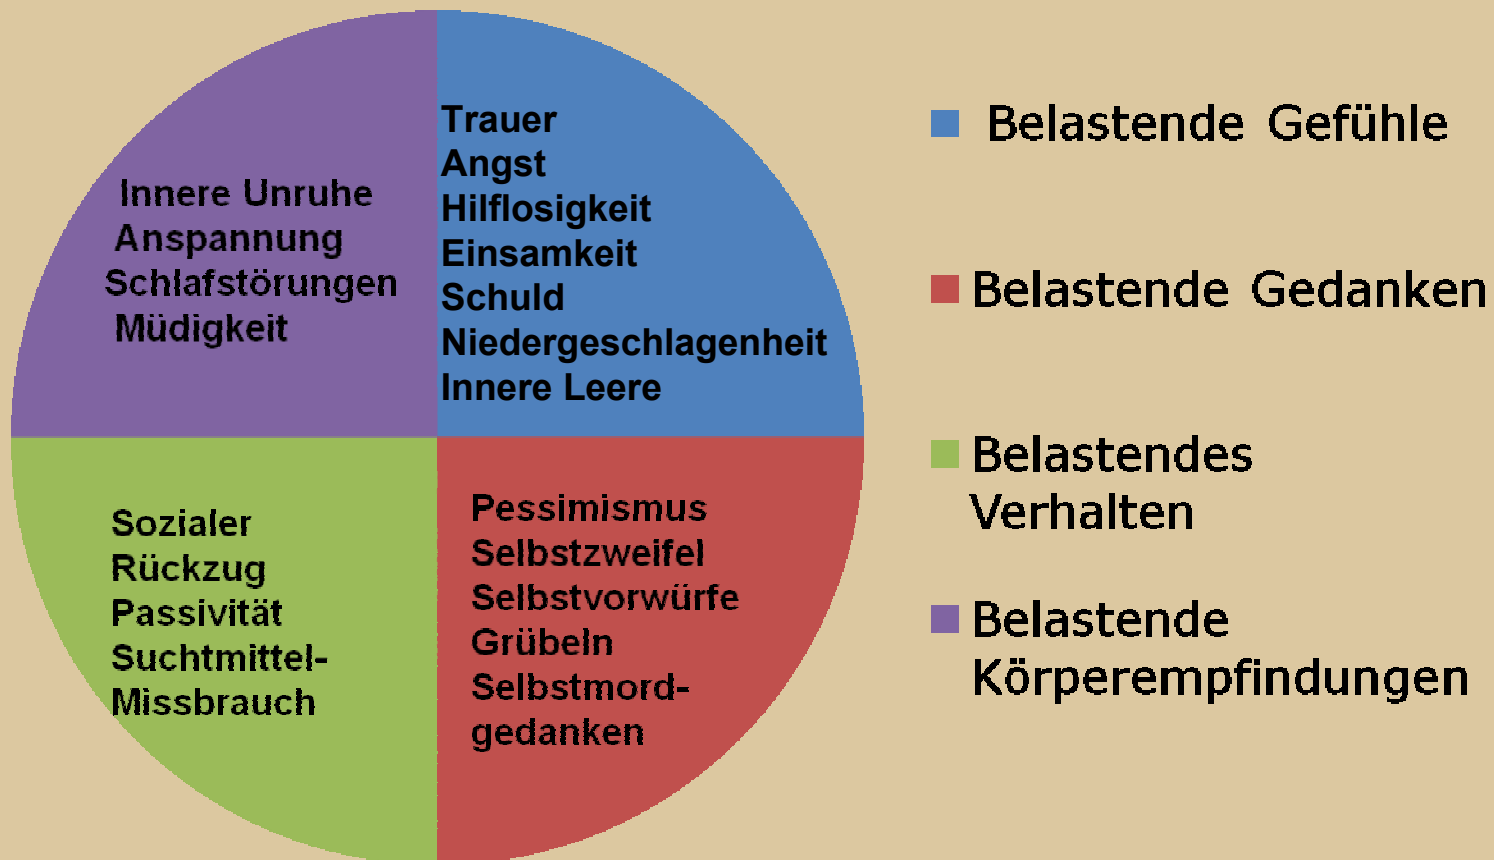 Innere Unruhe
Anspannung
Schlafstörungen
Müdigkeit
Trauer
Angst
Hilflosigkeit
Einsamkeit
Schuld
Niedergeschlagenheit
Innere Leere
Sozialer
Rückzug
Passivität
Suchtmittel-
Missbrauch
Pessimismus
Selbstzweifel
Selbstvorwürfe
Grübeln
Selbstmord-
gedanken
Belastende Gefühle
Belastende Gedanken
Belastendes
Verhalten
Belastende
Körperempfindungen